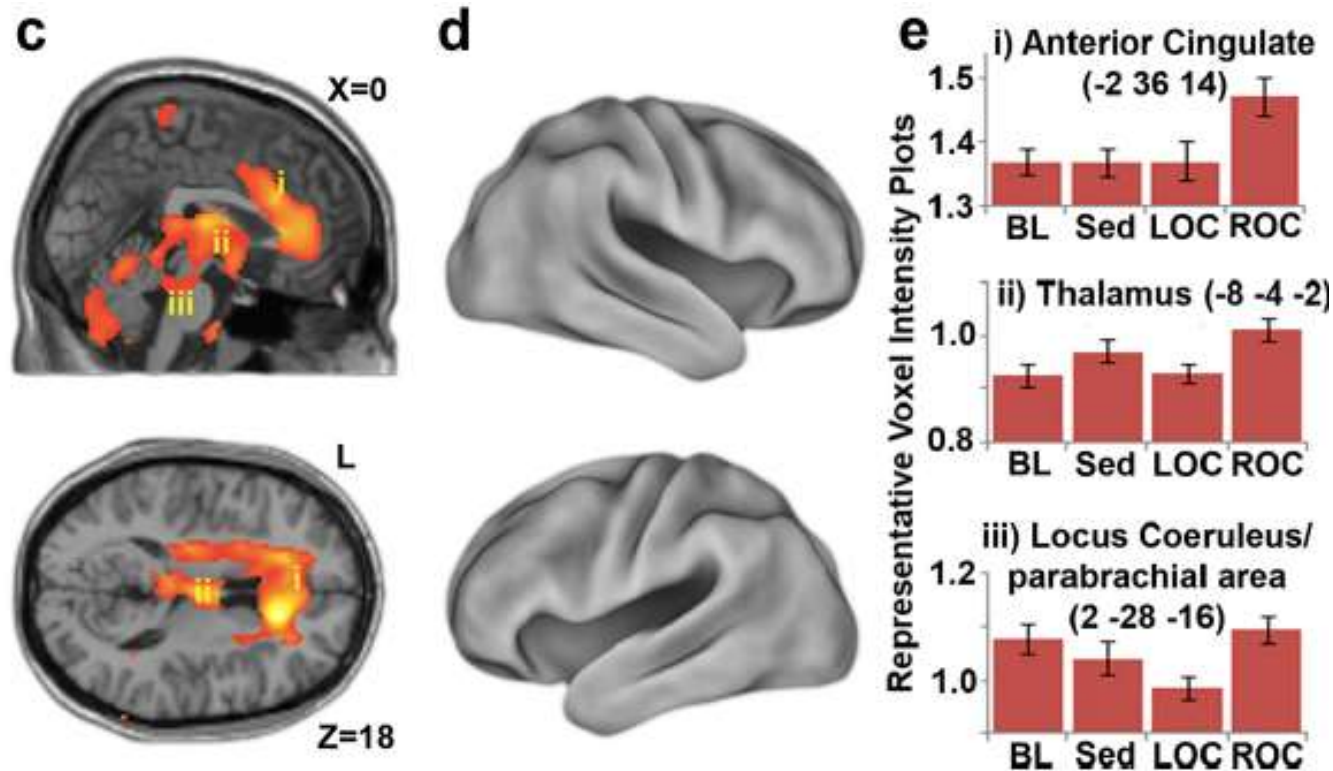 c
X=0
i
ii
iii
L
i
ii
Z=18
d
e
Representative Voxel Intensity Plots
i) Anterior Cingulate
(-2 36 14)
1.5
1.4
1.3
BL Sed LOC ROC
ii) Thalamus (-8 -4 -2)
1.0
0.8
BL Sed LOC ROC
iii) Locus Coeruleus/
parabrachial area
(2 -28 -16)
1.2
1.0
BL Sed LOC ROC